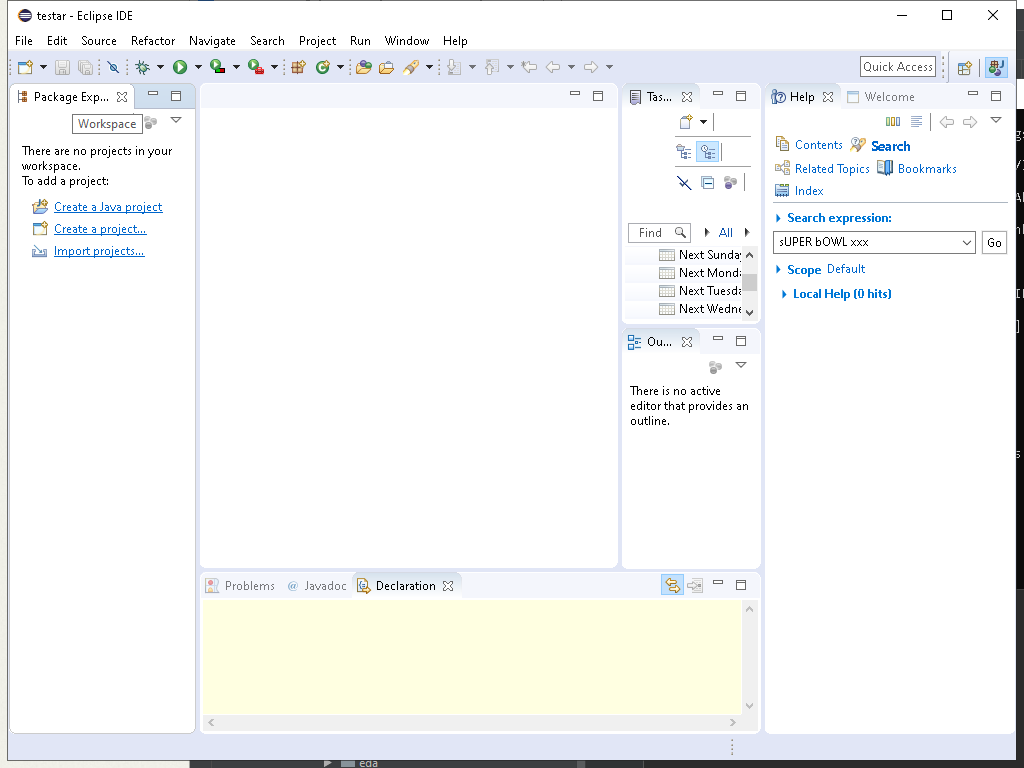 testar - Eclipse IDE
File Edit Source Refactor Navigate Search Project Run Window Help
Quick Access
Package Exp...
Workspace
There are no projects in your
workspace.
To add a project:
Create a Java project
Create a project...
Import projects...
Tas...
Find
All
Next Sunda
Next Monda
Next Tuesda
Next Wedne
Ou...
There is no active
editor that provides an
outline.
Help
Welcome
Contents Search
Related Topics Bookmarks
Index
Search expression:
sUPER bOWL xxx
Go
Scope Default
Local Help (0 hits)
Problems @ Javadoc Declaration
eda